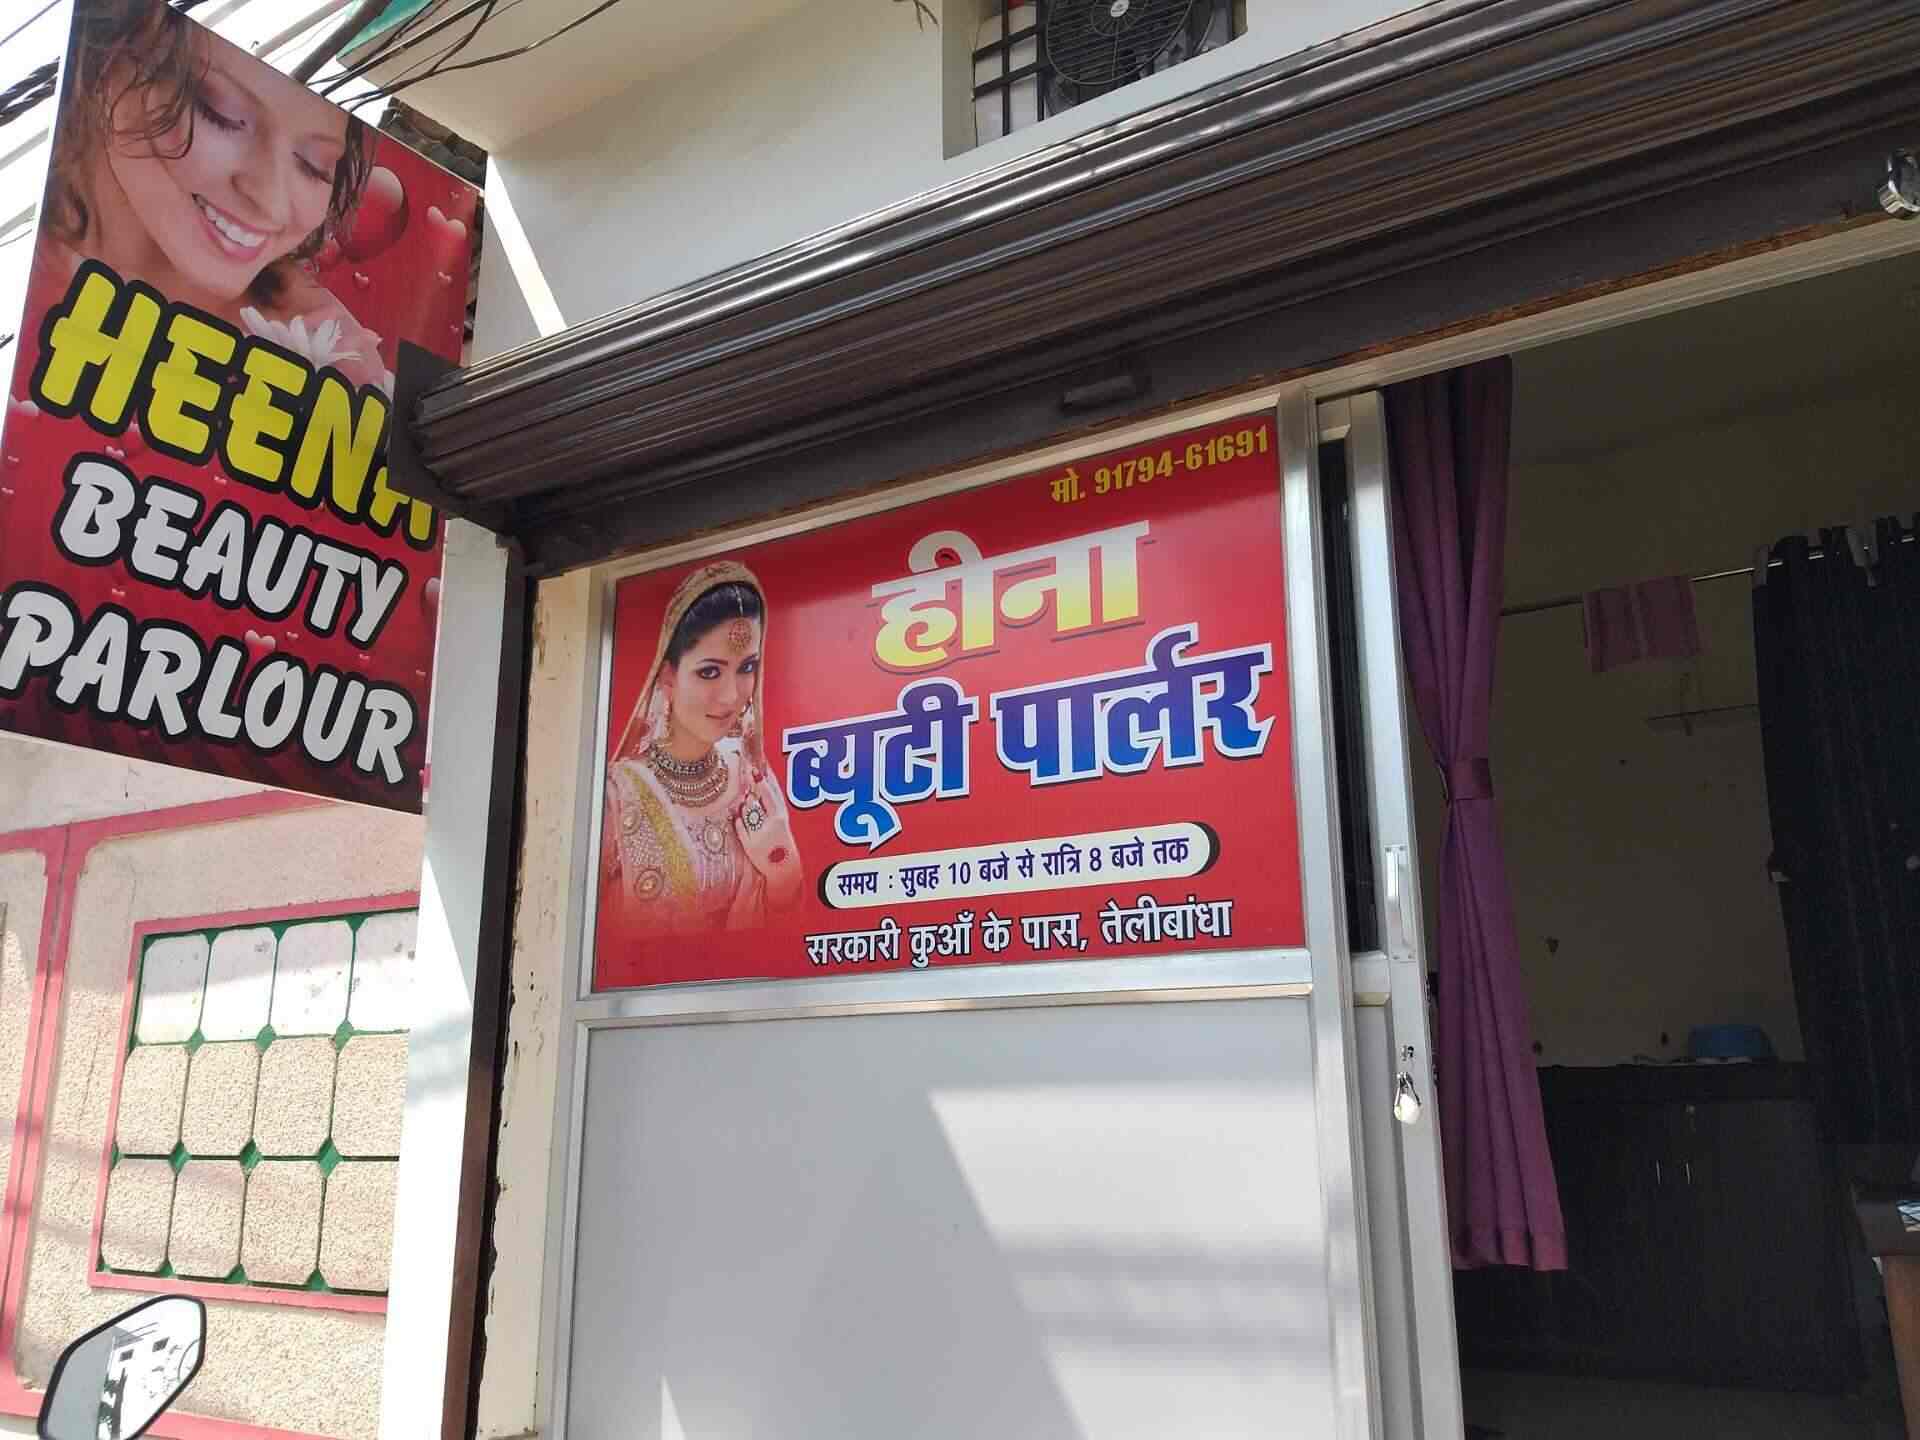 HEENA
BEAUTY
PARLOUR
मो. 91794-61691
हीना
ब्यूटी पार्लर
समय : सुबह 10 बजे से रात्रि 8 बजे तक
सरकारी कुआँ के पास, तेलीबांधा